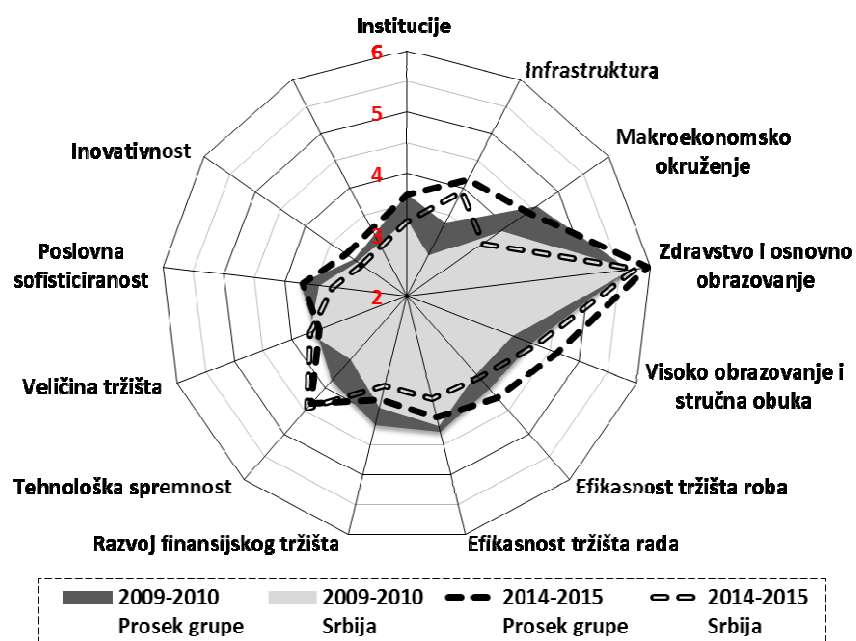 Institucije
6
Infrastruktura
5
Makroekonomsko
okruženje
Inovativnost
4
3
Poslovna
sofisticiranost
Zdravstvo i osnovno
obrazovanje
2
Veličina tržišta
Visoko obrazovanje i
stručna obuka
Tehnološka spremnost
Efikasnost tržišta roba
Razvoj finansijskog tržišta
Efikasnost tržišta rada
2009-2010 2009-2010 2014-2015 2014-2015
Prosek grupe Srbija Prosek grupe Srbija